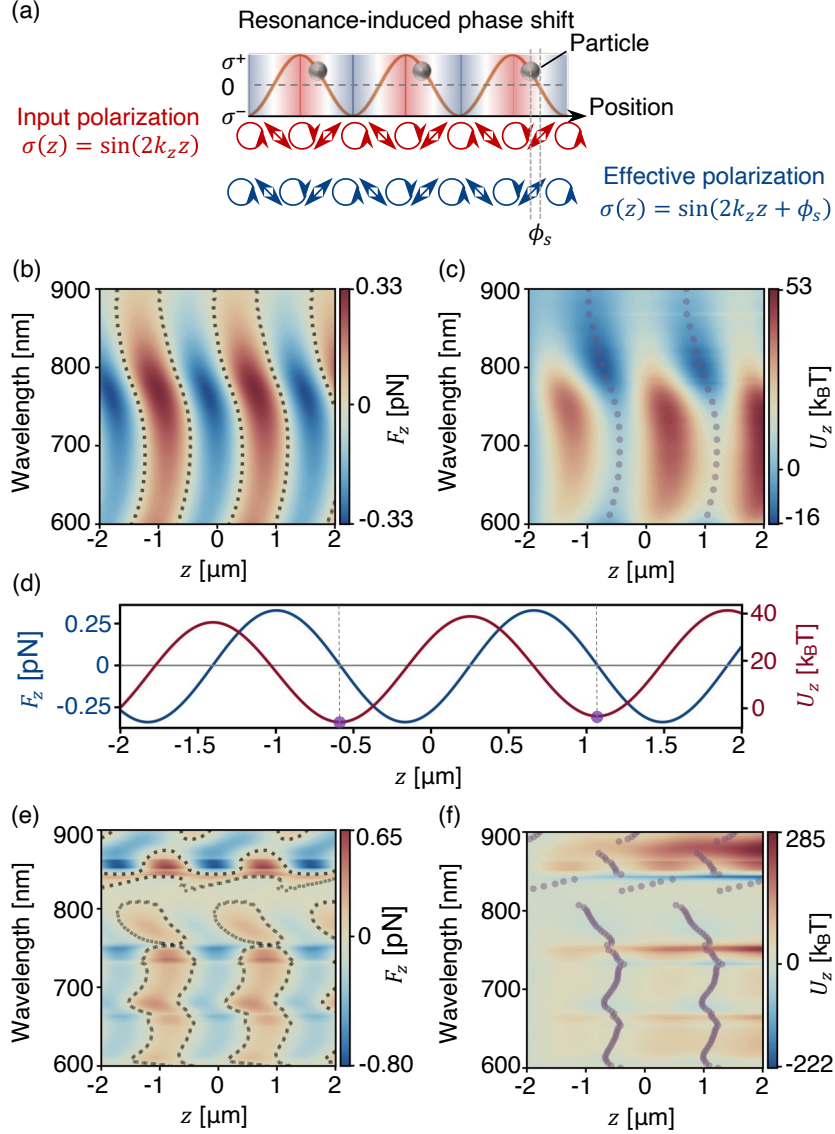 (a)
Resonance-induced phase shift
Particle
σ+
0
σ−
Position
Input polarization
σ(z) = sin(2k_z z)
Effective polarization
σ(z) = sin(2k_z z + ϕ_s)
ϕ_s
(b)
900
800
700
600
Wavelength [nm]
-2
-1
0
1
2
z [µm]
0.33
0
-0.33
F_z [pN]
(c)
900
800
700
600
Wavelength [nm]
-2
-1
0
1
2
z [µm]
53
0
-16
U_z [k_BT]
(d)
0.25
0
-0.25
F_z [pN]
-2
-1.5
-1
-0.5
0
0.5
1
1.5
2
z [µm]
40
20
0
U_z [k_BT]
(e)
900
800
700
600
Wavelength [nm]
-2
-1
0
1
2
z [µm]
0.65
0
-0.80
F_z [pN]
(f)
900
800
700
600
Wavelength [nm]
-2
-1
0
1
2
z [µm]
285
0
-222
U_z [k_BT]